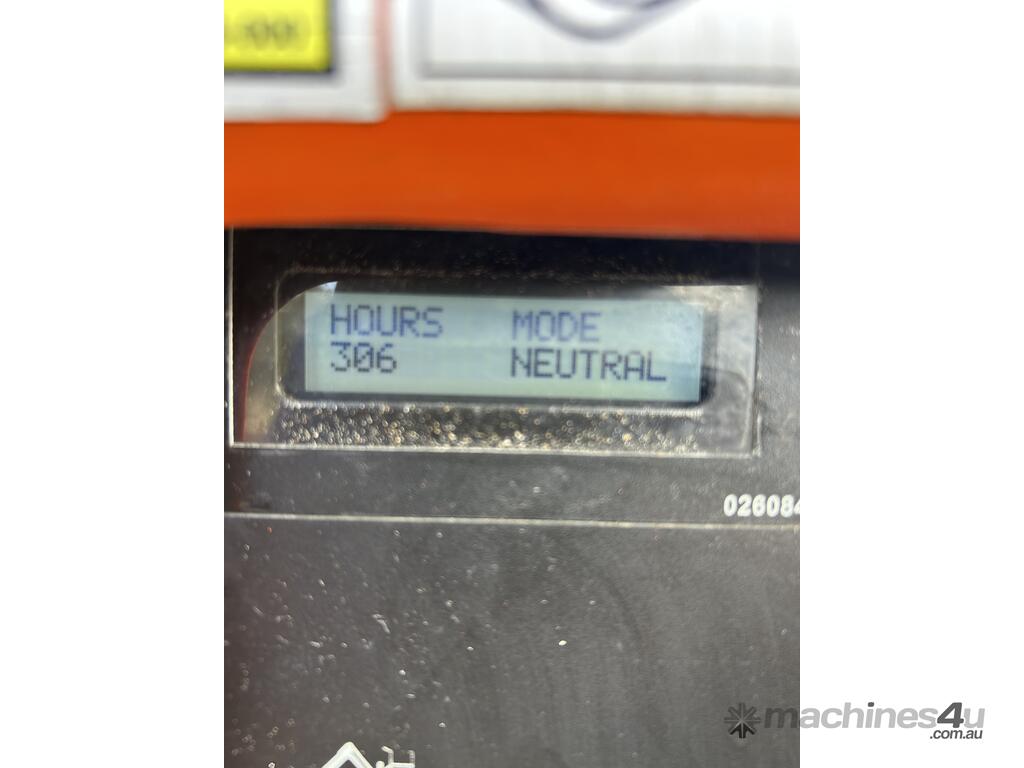 HOURS MODE
306 NEUTRAL
026084
machines4u
.com.au